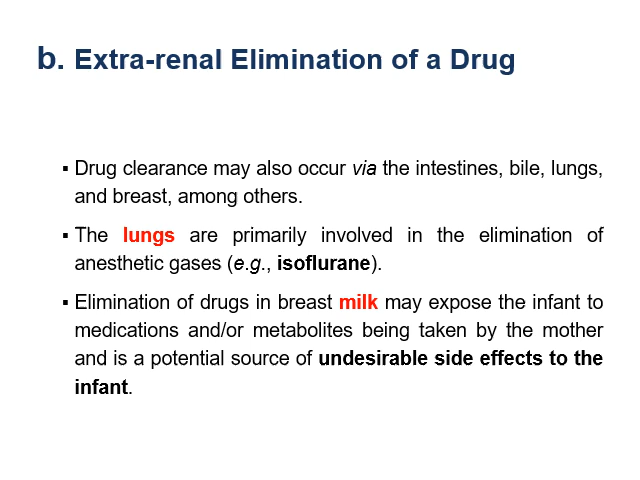 b. Extra-renal Elimination of a Drug
▪ Drug clearance may also occur via the intestines, bile, lungs,
and breast, among others.
▪ The lungs are primarily involved in the elimination of
anesthetic gases (e.g., isoflurane).
▪ Elimination of drugs in breast milk may expose the infant to
medications and/or metabolites being taken by the mother
and is a potential source of undesirable side effects to the
infant.